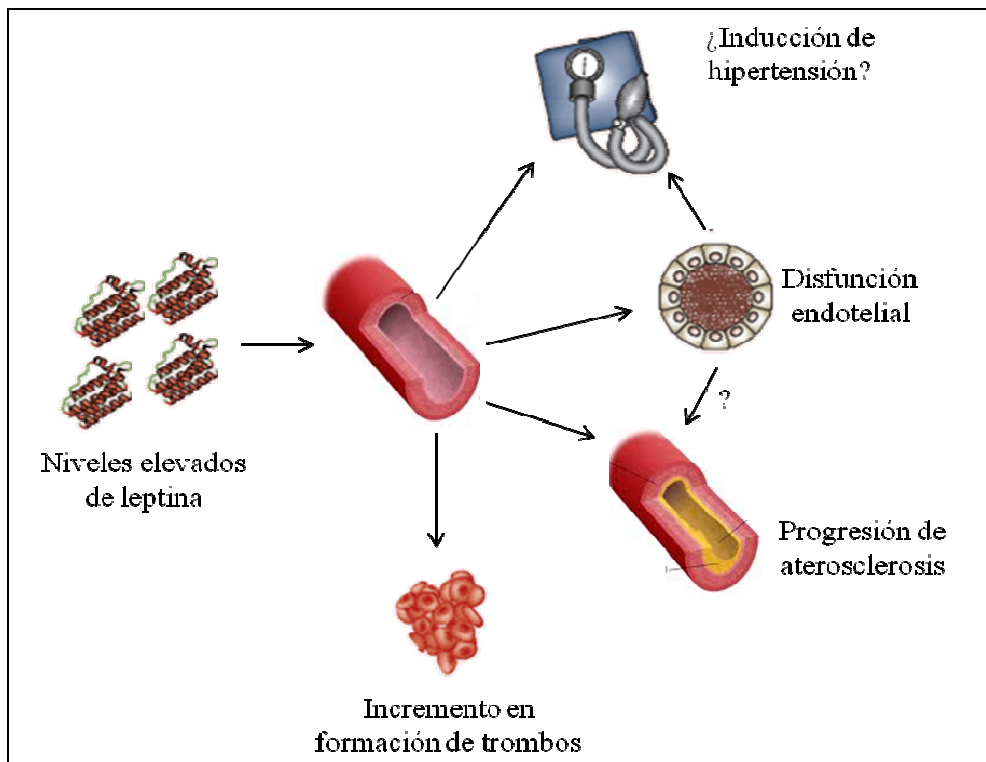 ¿Inducción de
hipertensión?
Disfunción
endotelial
?
Niveles elevados
de leptina
Progresión de
aterosclerosis
Incremento en
formación de trombos